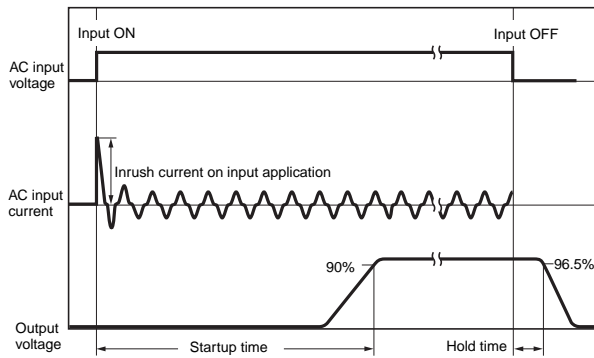 Input ON
Input OFF
AC input
voltage
Inrush current on input application
AC input
current
90%
96.5%
Output
voltage
Startup time
Hold time